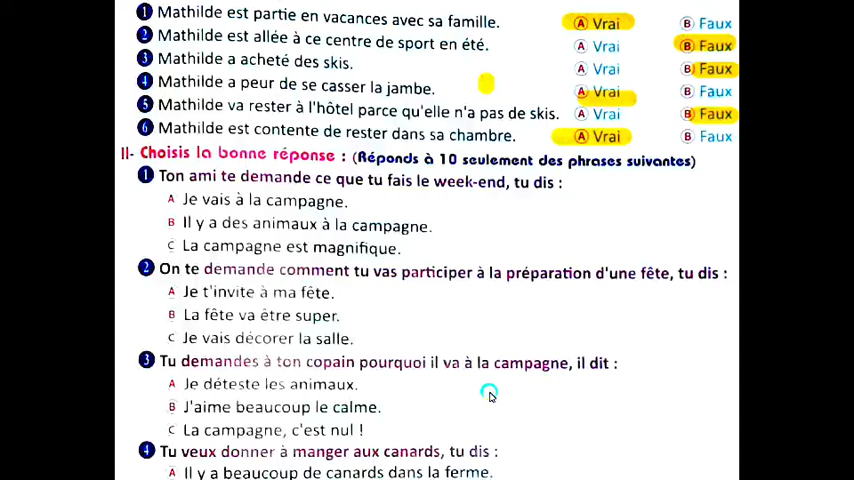 1 Mathilde est partie en vacances avec sa famille. A Vrai B Faux
2 Mathilde est allée à ce centre de sport en été. A Vrai B Faux
3 Mathilde a acheté des skis. A Vrai B Faux
4 Mathilde a peur de se casser la jambe. A Vrai B Faux
5 Mathilde va rester à l'hôtel parce qu'elle n'a pas de skis. A Vrai B Faux
6 Mathilde est contente de rester dans sa chambre. A Vrai B Faux
II- Choisis la bonne réponse : (Réponds à 10 seulement des phrases suivantes)
1 Ton ami te demande ce que tu fais le week-end, tu dis :
A Je vais à la campagne.
B Il y a des animaux à la campagne.
C La campagne est magnifique.
2 On te demande comment tu vas participer à la préparation d'une fête, tu dis :
A Je t'invite à ma fête.
B La fête va être super.
C Je vais décorer la salle.
3 Tu demandes à ton copain pourquoi il va à la campagne, il dit :
A Je déteste les animaux.
B J'aime beaucoup le calme.
C La campagne, c'est nul !
4 Tu veux donner à manger aux canards, tu dis :
A Il y a beaucoup de canards dans la ferme.